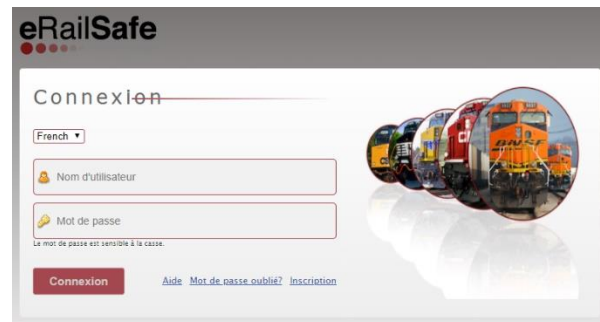 eRailSafe
Connexion
French
Nom d'utilisateur
Mot de passe
Le mot de passe est sensible à la casse.
Connexion
Aide Mot de passe oublié? Inscription
BNSF